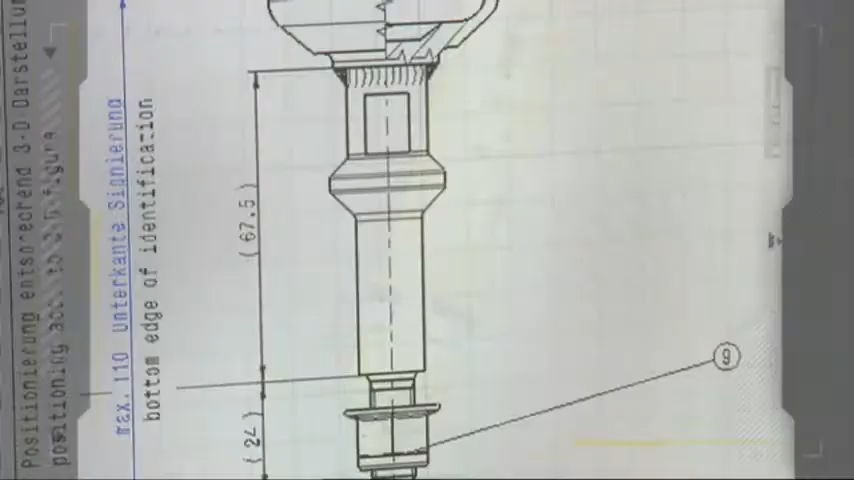 Positionierung entsprechend 3-D Darstellun
positioning acc. to 3-D figure
max. 110 Unterkante Signierung
bottom edge of identification
(67.5)
(24)
9